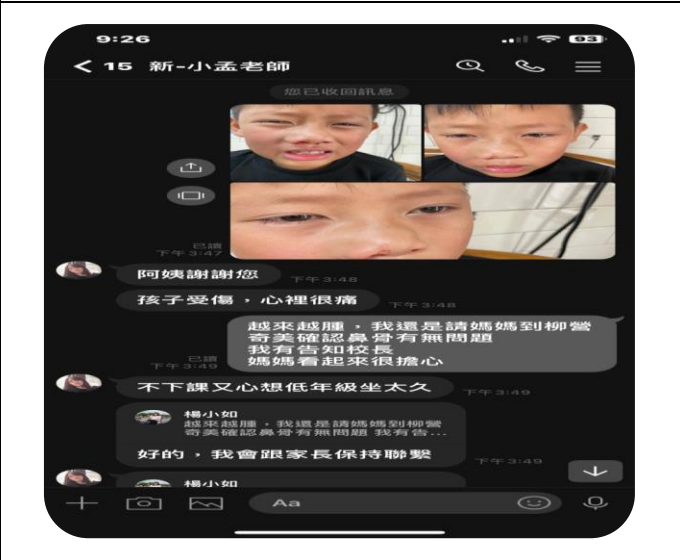 9:26
93
15 新-小孟老師
您已收回訊息
已讀
下午 3:47
阿姨謝謝您
下午 3:48
孩子受傷，心裡很痛
下午 3:48
越來越腫，我還是請媽媽到柳營
奇美確認鼻骨有無問題
我有告知校長
媽媽看起來很擔心
已讀
下午 3:49
不下課又心想低年級坐太久
下午 3:49
楊小如
越來越腫，我還是請媽媽到柳營
奇美確認鼻骨有無問題 我有告...
好的，我會跟家長保持聯繫
下午 3:49
楊小如
Aa